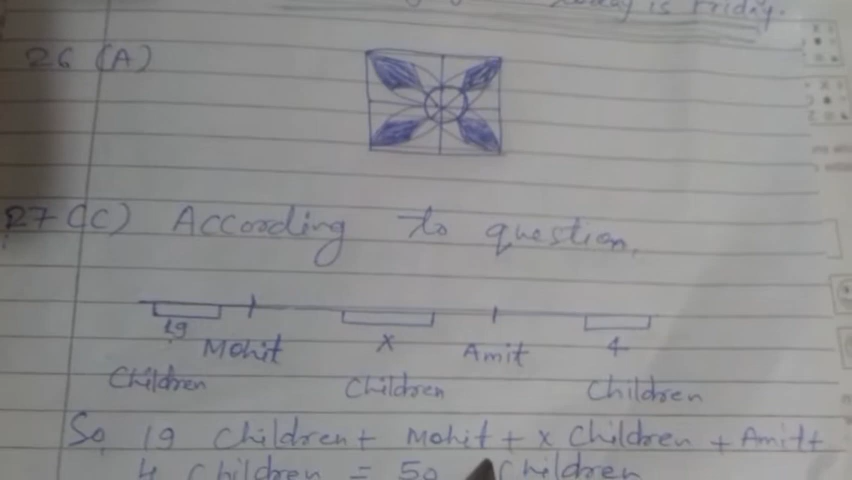 is Friday.
26 (A)
27 (C) According to question,
19 Mohit x Amit 4
Children Children Children
So, 19 Children + Mohit + x Children + Amit +
4 Children = 50 Children